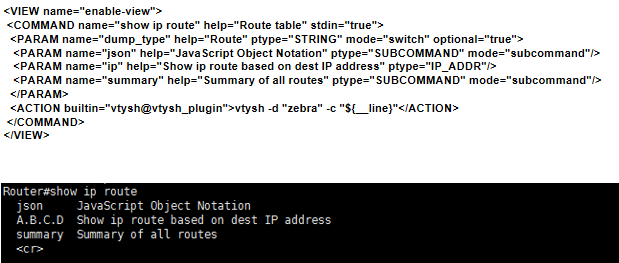 <VIEW name="enable-view">
<COMMAND name="show ip route" help="Route table" stdin="true">
<PARAM name="dump_type" help="Route" ptype="STRING" mode="switch" optional="true">
<PARAM name="json" help="JavaScript Object Notation" ptype="SUBCOMMAND" mode="subcommand"/>
<PARAM name="ip" help="Show ip route based on dest IP address" ptype="IP_ADDR"/>
<PARAM name="summary" help="Summary of all routes" ptype="SUBCOMMAND" mode="subcommand"/>
</PARAM>
<ACTION builtin="vtysh@vtysh_plugin">vtysh -d "zebra" -c "${__line}"</ACTION>
</COMMAND>
</VIEW>
Router#show ip route
json     JavaScript Object Notation
A.B.C.D  Show ip route based on dest IP address
summary  Summary of all routes
<cr>